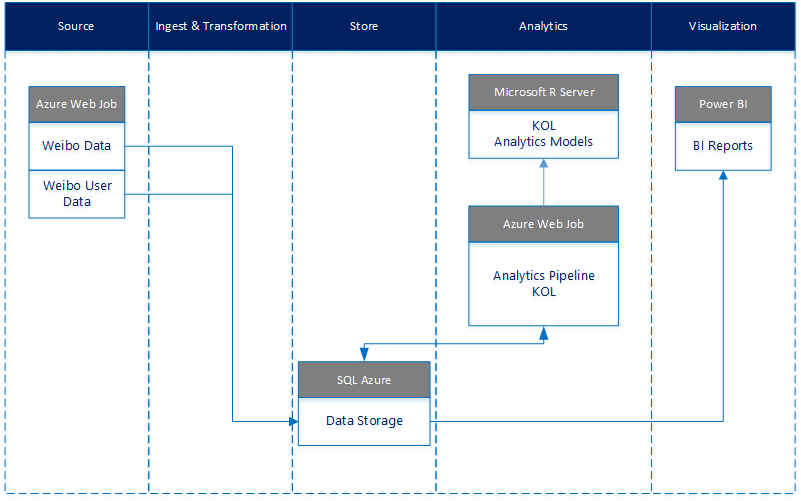 Source
Ingest & Transformation
Store
Analytics
Visualization
Azure Web Job
Weibo Data
Weibo User
Data
SQL Azure
Data Storage
Microsoft R Server
KOL
Analytics Models
Azure Web Job
Analytics Pipeline
KOL
Power BI
BI Reports